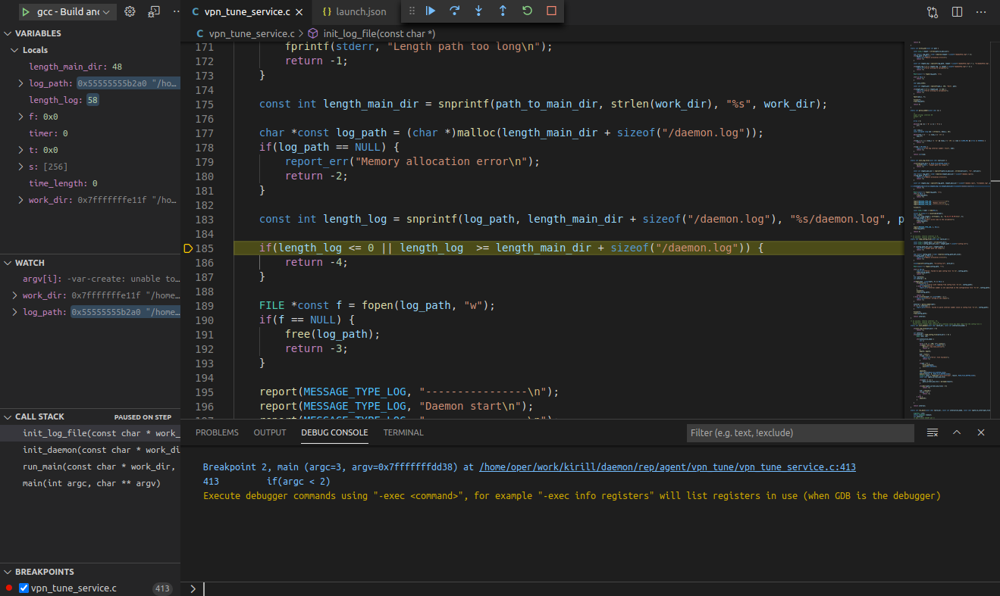 gcc - Build anc
vpn_tune_service.c
launch.json
vpn_tune_service.c > init_log_file(const char *)
VARIABLES
Locals
length_main_dir: 48
log_path: 0x55555555b2a0 "/ho…
length_log: 58
f: 0x0
timer: 0
t: 0x0
s: [256]
time_length: 0
work_dir: 0x7fffffffe11f "/ho…
WATCH
argv[i]: -var-create: unable to…
work_dir: 0x7fffffffe11f "/home…
log_path: 0x55555555b2a0 "/home…
CALL STACK PAUSED ON STEP
init_log_file(const char * work_
init_daemon(const char * work_di
run_main(const char * work_dir,
main(int argc, char ** argv)
BREAKPOINTS
vpn_tune_service.c 413
171 fprintf(stderr, "Length path too long\n");
172 return -1;
173 }
174
175 const int length_main_dir = snprintf(path_to_main_dir, strlen(work_dir), "%s", work_dir);
176
177 char *const log_path = (char *)malloc(length_main_dir + sizeof("/daemon.log"));
178 if(log_path == NULL) {
179 report_err("Memory allocation error\n");
180 return -2;
181 }
182
183 const int length_log = snprintf(log_path, length_main_dir + sizeof("/daemon.log"), "%s/daemon.log", p
184
185 if(length_log <= 0 || length_log  >= length_main_dir + sizeof("/daemon.log")) {
186 return -4;
187 }
188
189 FILE *const f = fopen(log_path, "w");
190 if(f == NULL) {
191 free(log_path);
192 return -3;
193 }
194
195 report(MESSAGE_TYPE_LOG, "----------------\n");
196 report(MESSAGE_TYPE_LOG, "Daemon start\n");
197 report(MESSAGE_TYPE_LOG, "----------------\n");
PROBLEMS OUTPUT DEBUG CONSOLE TERMINAL
Filter (e.g. text, !exclude)
Breakpoint 2, main (argc=3, argv=0x7fffffffdd38) at /home/oper/work/kirill/daemon/rep/agent/vpn_tune/vpn_tune_service.c:413
413 if(argc < 2)
Execute debugger commands using "-exec <command>", for example "-exec info registers" will list registers in use (when GDB is the debugger)